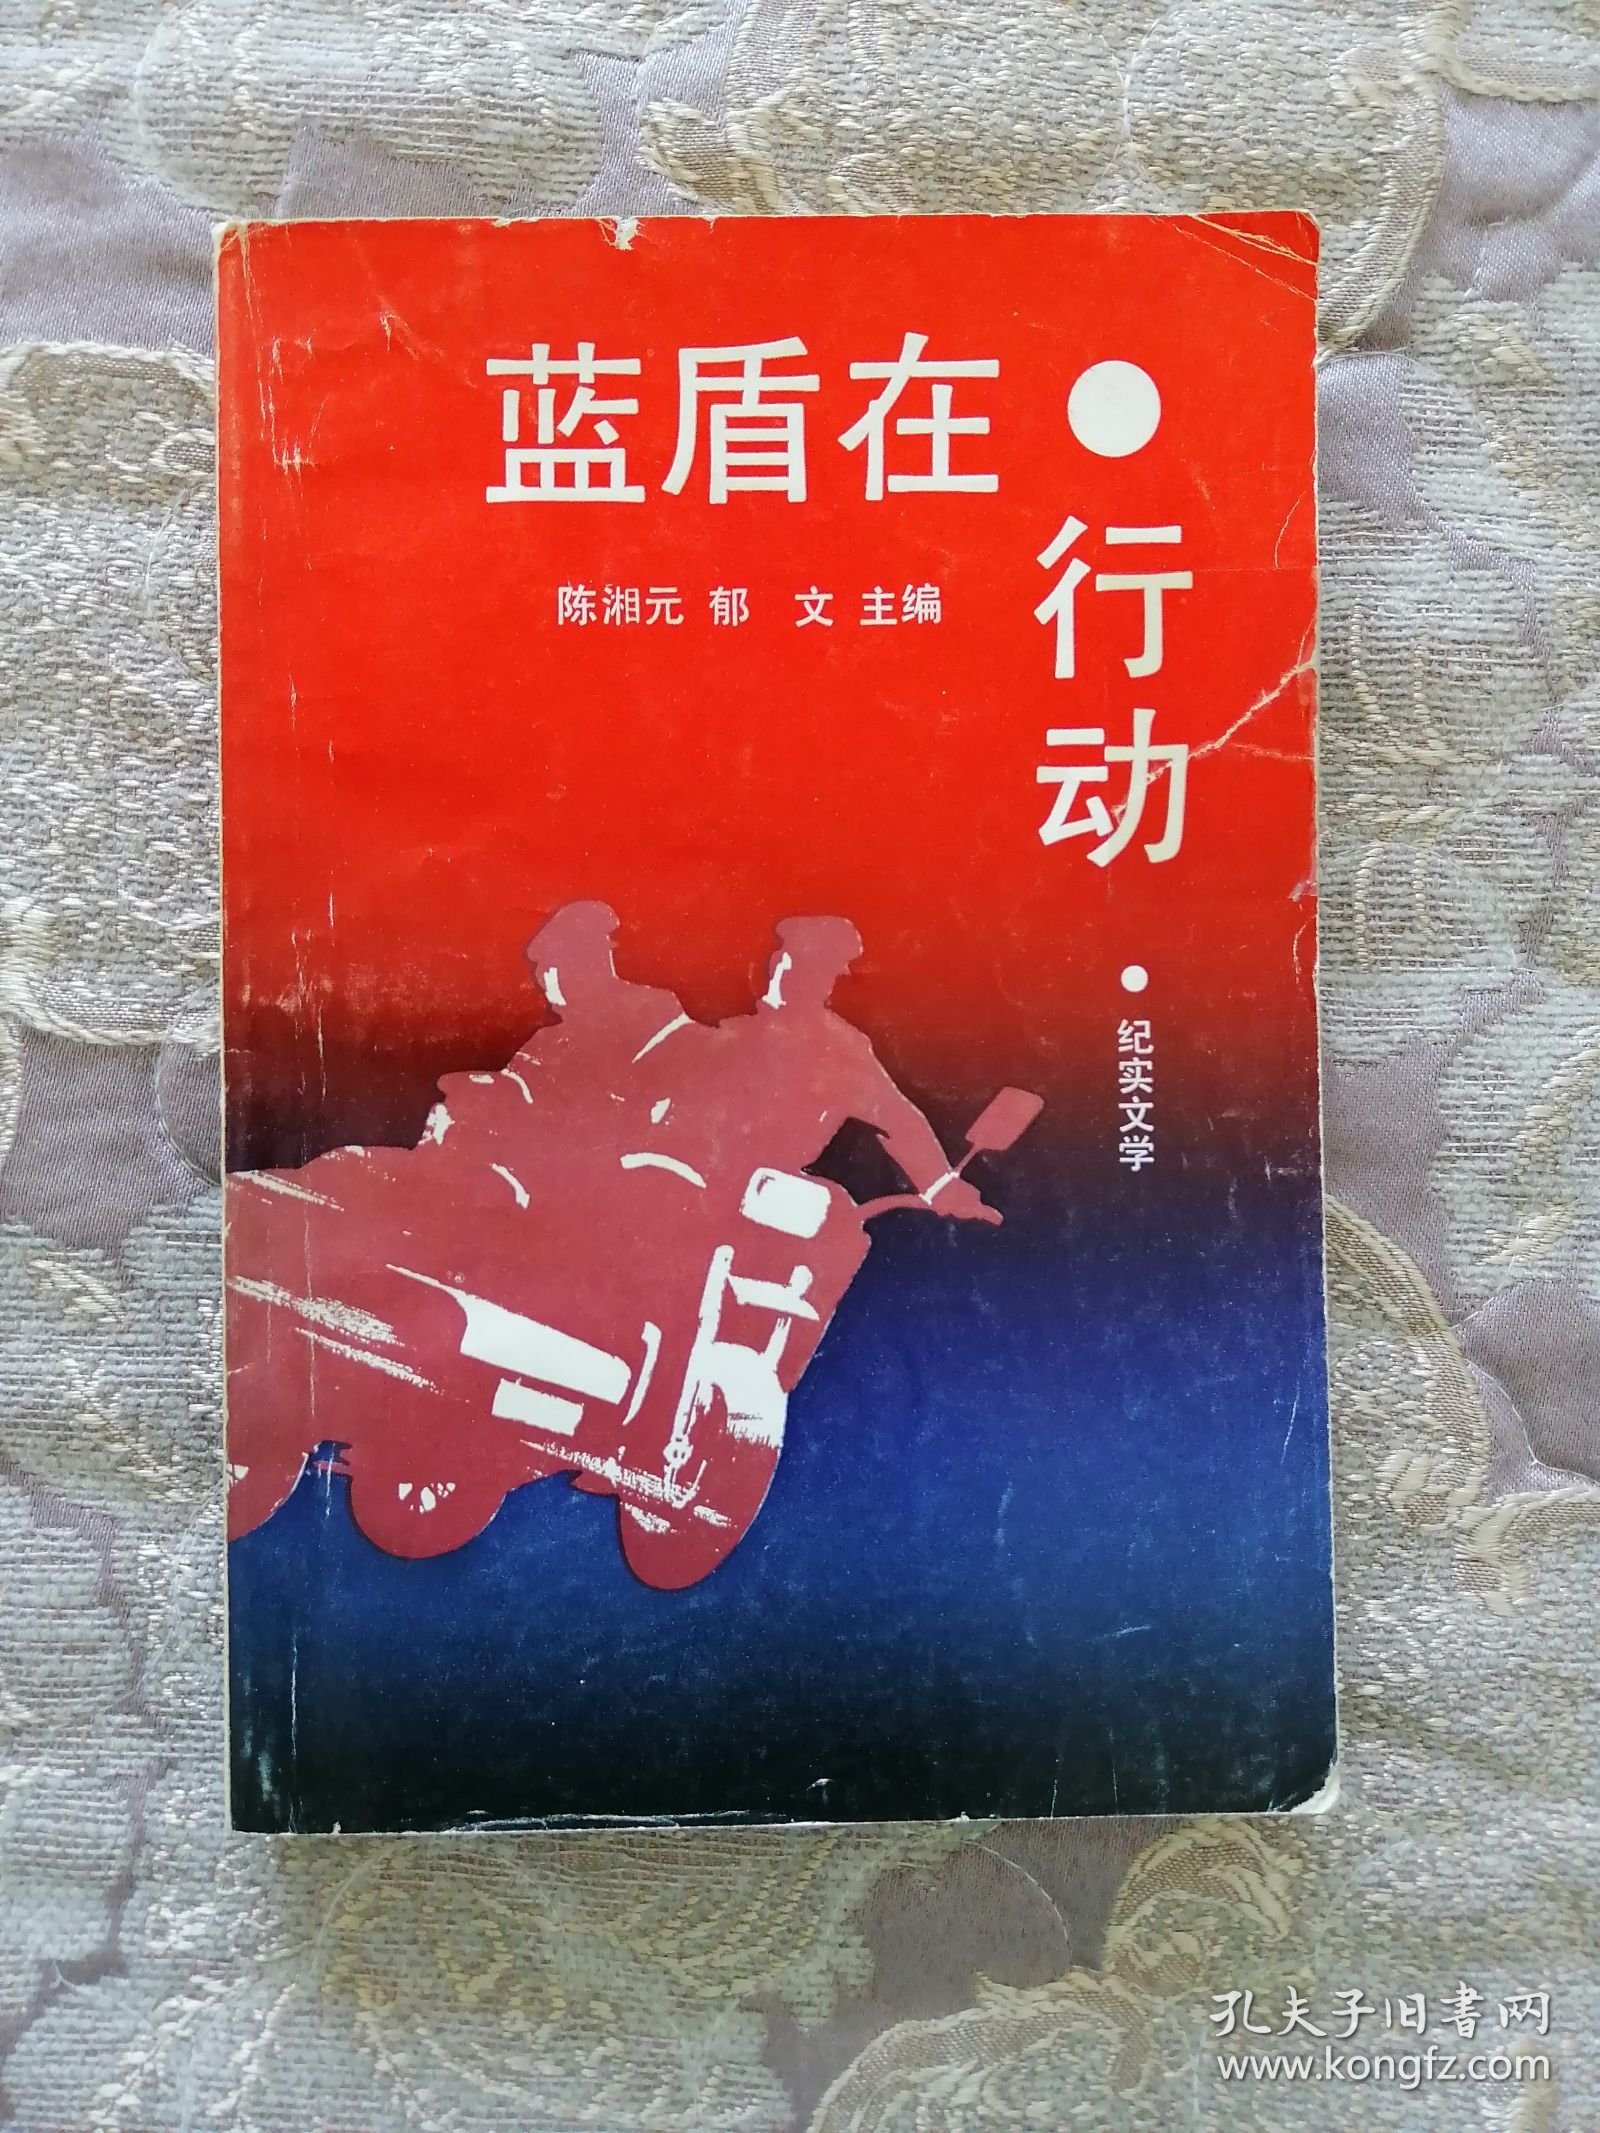 蓝盾在
行动
陈湘元 郁 文 主编
纪实文学
孔夫子旧书网
www.kongfz.com